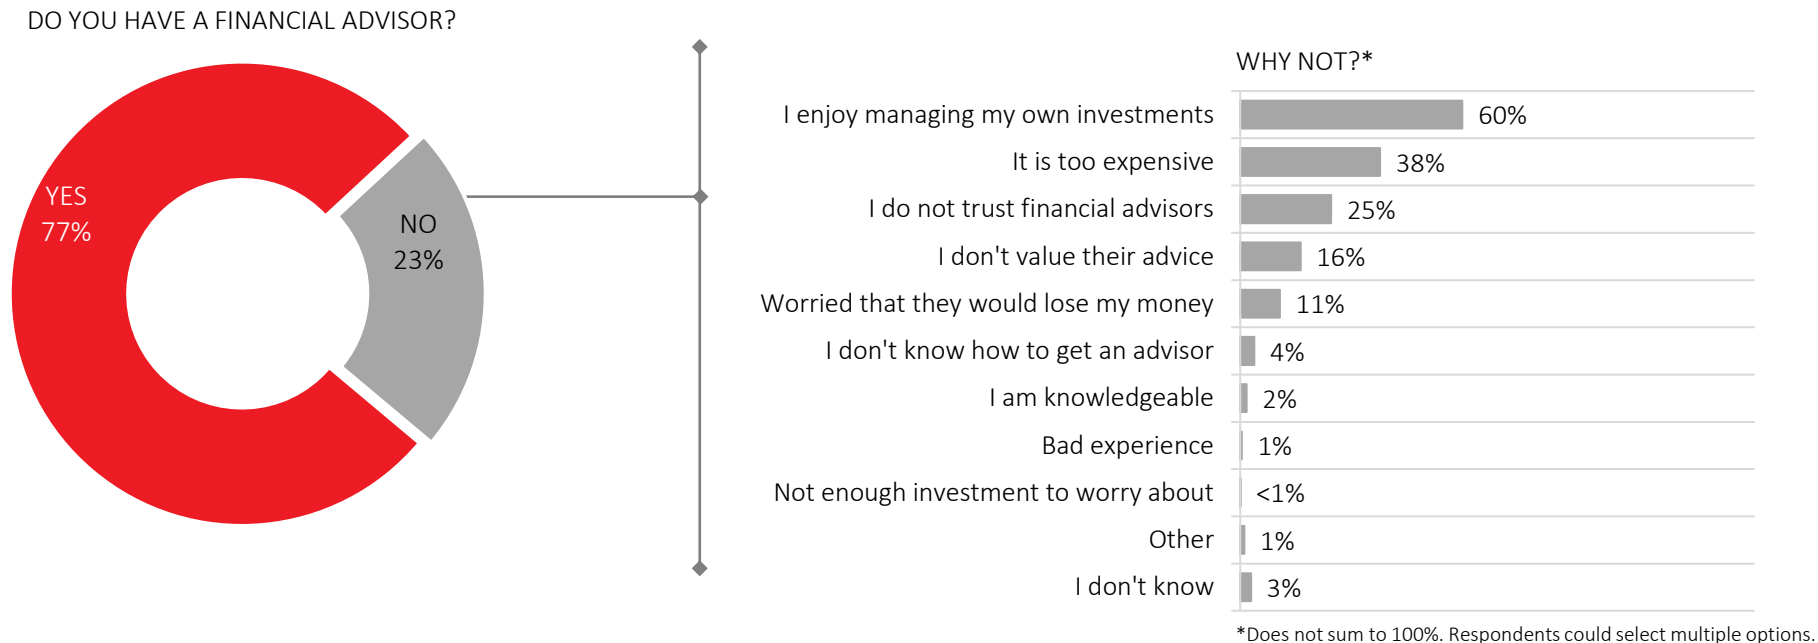 DO YOU HAVE A FINANCIAL ADVISOR?
YES
77%
NO
23%
WHY NOT?*
I enjoy managing my own investments 60%
It is too expensive 38%
I do not trust financial advisors 25%
I don't value their advice 16%
Worried that they would lose my money 11%
I don't know how to get an advisor 4%
I am knowledgeable 2%
Bad experience 1%
Not enough investment to worry about <1%
Other 1%
I don't know 3%
*Does not sum to 100%. Respondents could select multiple options.